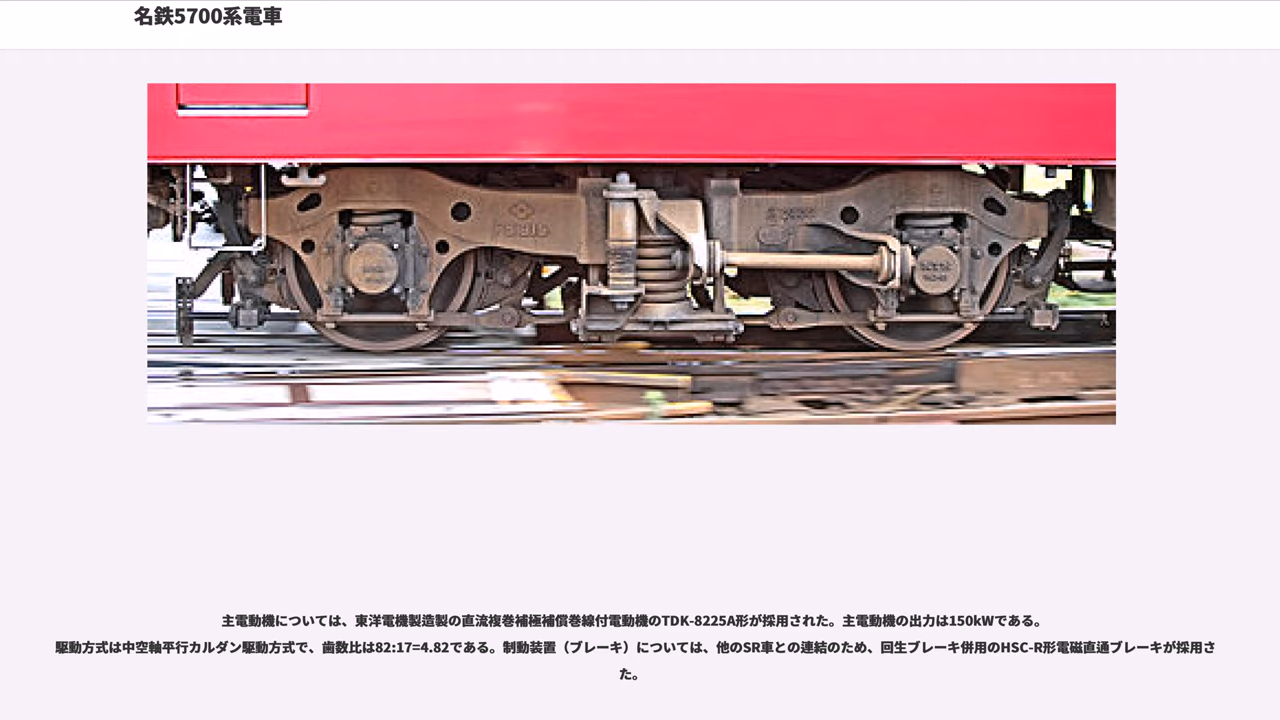 名鉄5700系電車
主電動機については、東洋電機製造製の直流複巻補極補償巻線付電動機のTDK-8225A形が採用された。主電動機の出力は150kWである。
駆動方式は中空軸平行カルダン駆動方式で、歯数比は82:17=4.82である。制動装置（ブレーキ）については、他のSR車との連結のため、回生ブレーキ併用のHSC-R形電磁直通ブレーキが採用さ
た。